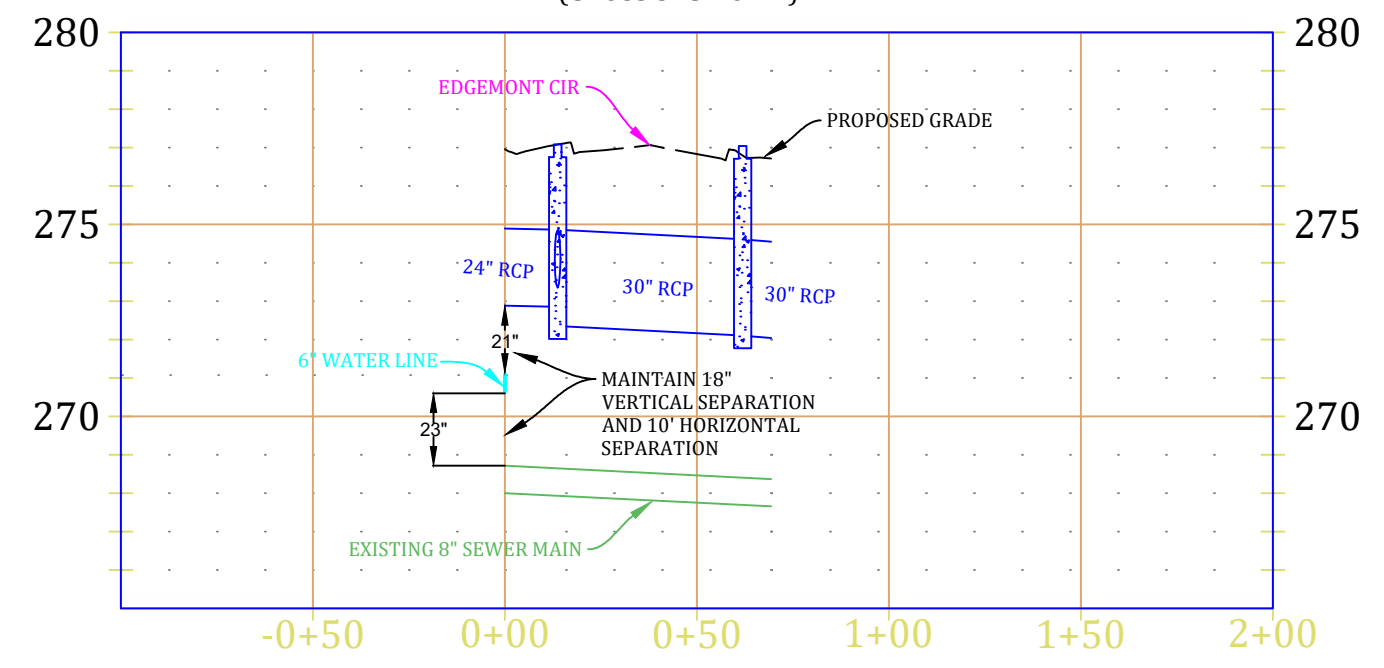 280
280
EDGEMONT CIR
PROPOSED GRADE
275
275
24" RCP
30" RCP
30" RCP
21"
6" WATER LINE
MAINTAIN 18"
VERTICAL SEPARATION
AND 10' HORIZONTAL
SEPARATION
270
270
23"
EXISTING 8" SEWER MAIN
-0+50
0+00
0+50
1+00
1+50
2+00